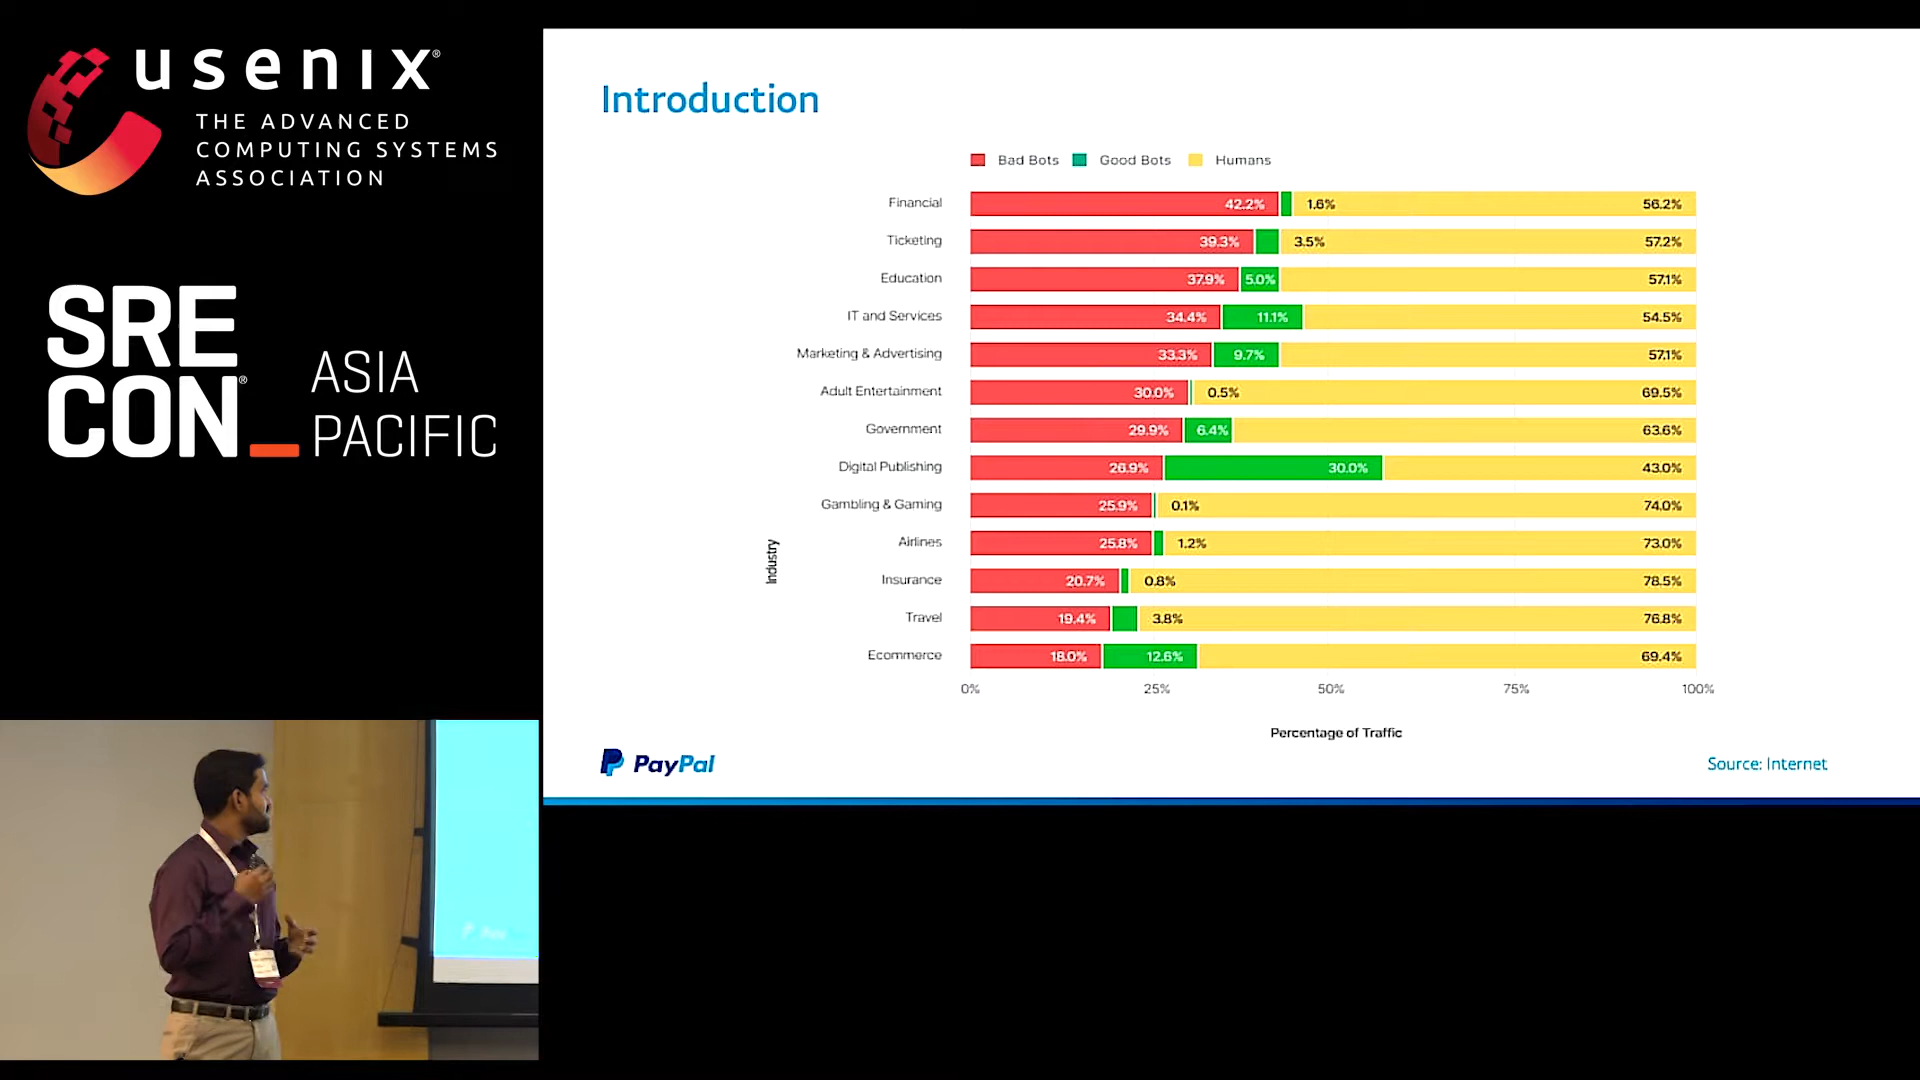 usenix®
THE ADVANCED
COMPUTING SYSTEMS
ASSOCIATION
SRE
CON®_
ASIA
PACIFIC
Introduction
Bad Bots Good Bots Humans
Financial 42.2% 1.6% 56.2%
Ticketing 39.3% 3.5% 57.2%
Education 37.9% 5.0% 57.1%
IT and Services 34.4% 11.1% 54.5%
Marketing & Advertising 33.3% 9.7% 57.1%
Adult Entertainment 30.0% 0.5% 69.5%
Government 29.9% 6.4% 63.6%
Digital Publishing 26.9% 30.0% 43.0%
Gambling & Gaming 25.9% 0.1% 74.0%
Airlines 25.8% 1.2% 73.0%
Insurance 20.7% 0.8% 78.5%
Travel 19.4% 3.8% 76.8%
Ecommerce 18.0% 12.6% 69.4%
Industry
0% 25% 50% 75% 100%
Percentage of Traffic
PayPal
Source: Internet